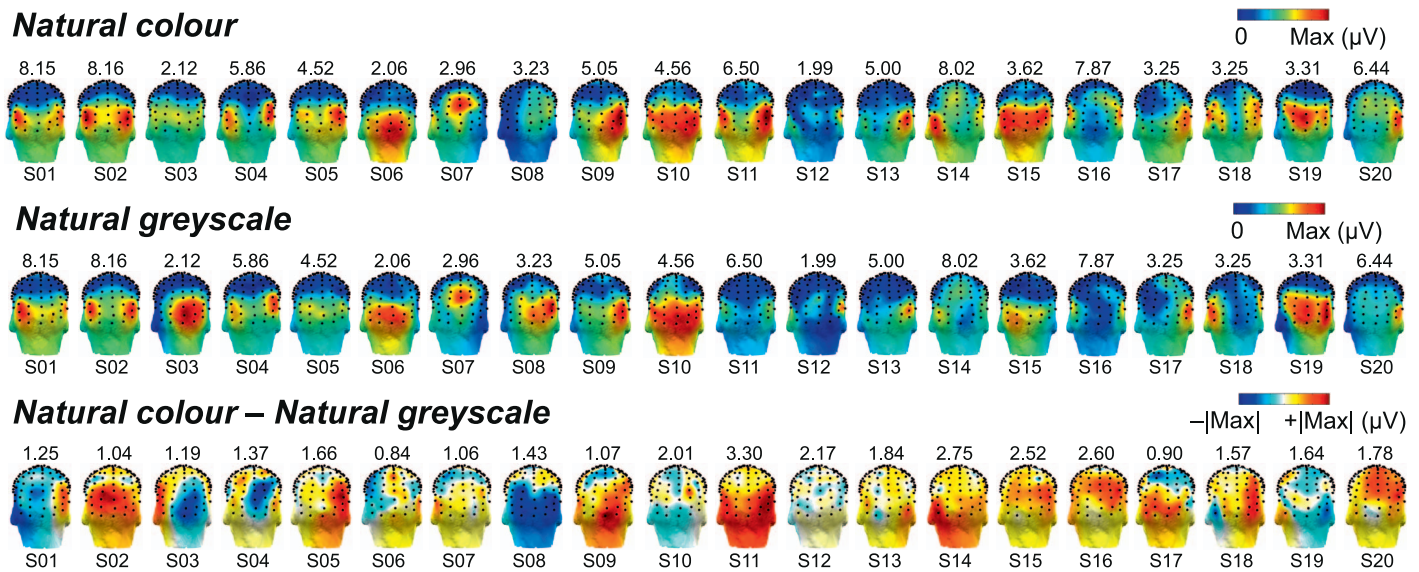 Natural colour
0 Max (µV)
8.15 8.16 2.12 5.86 4.52 2.06 2.96 3.23 5.05 4.56 6.50 1.99 5.00 8.02 3.62 7.87 3.25 3.25 3.31 6.44
S01 S02 S03 S04 S05 S06 S07 S08 S09 S10 S11 S12 S13 S14 S15 S16 S17 S18 S19 S20
Natural greyscale
0 Max (µV)
8.15 8.16 2.12 5.86 4.52 2.06 2.96 3.23 5.05 4.56 6.50 1.99 5.00 8.02 3.62 7.87 3.25 3.25 3.31 6.44
S01 S02 S03 S04 S05 S06 S07 S08 S09 S10 S11 S12 S13 S14 S15 S16 S17 S18 S19 S20
Natural colour – Natural greyscale
–|Max| +|Max| (µV)
1.25 1.04 1.19 1.37 1.66 0.84 1.06 1.43 1.07 2.01 3.30 2.17 1.84 2.75 2.52 2.60 0.90 1.57 1.64 1.78
S01 S02 S03 S04 S05 S06 S07 S08 S09 S10 S11 S12 S13 S14 S15 S16 S17 S18 S19 S20